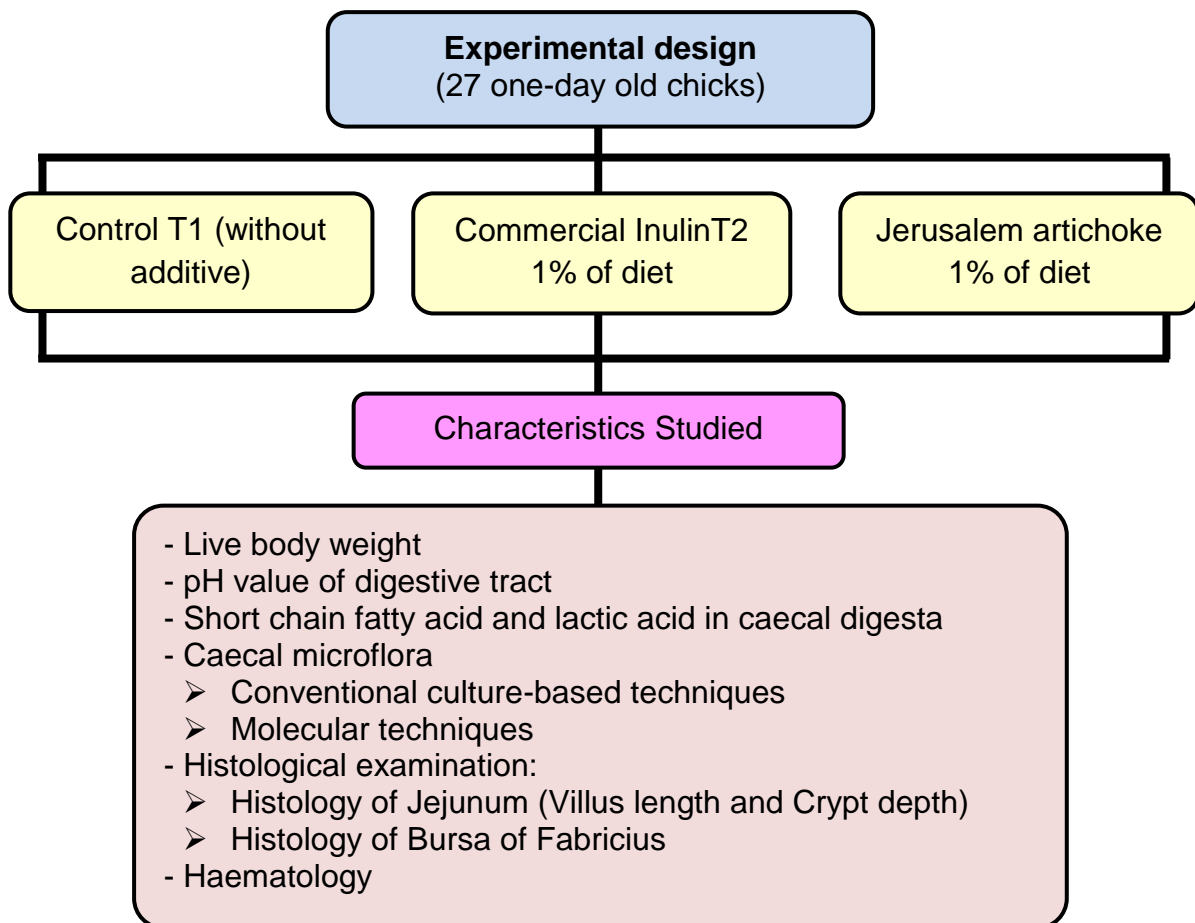 Experimental design
(27 one-day old chicks)
Control T1 (without
additive)
Commercial InulinT2
1% of diet
Jerusalem artichoke
1% of diet
Characteristics Studied
- Live body weight
- pH value of digestive tract
- Short chain fatty acid and lactic acid in caecal digesta
- Caecal microflora
➢ Conventional culture-based techniques
➢ Molecular techniques
- Histological examination:
➢ Histology of Jejunum (Villus length and Crypt depth)
➢ Histology of Bursa of Fabricius
- Haematology